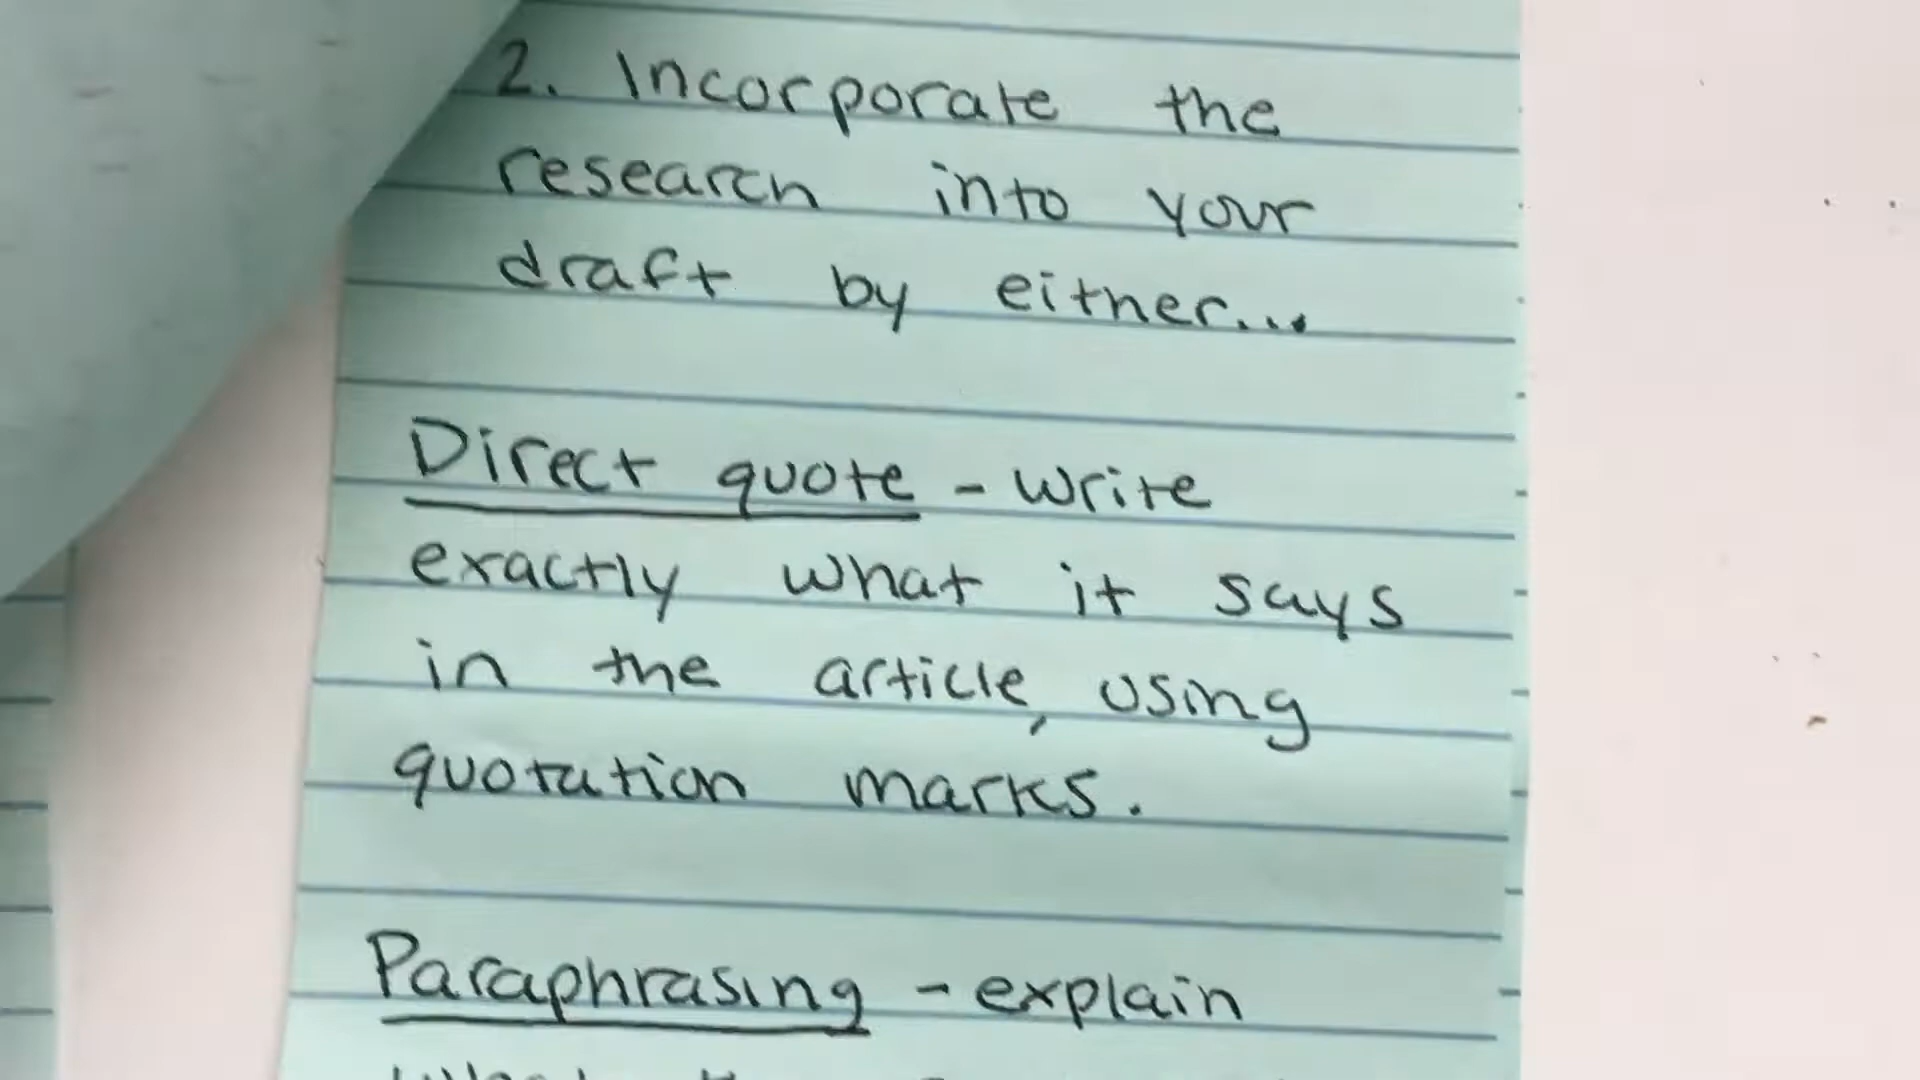 2. Incorporate the
research into your
draft by either...
Direct quote - write
exactly what it says
in the article, using
quotation marks.
Paraphrasing - explain